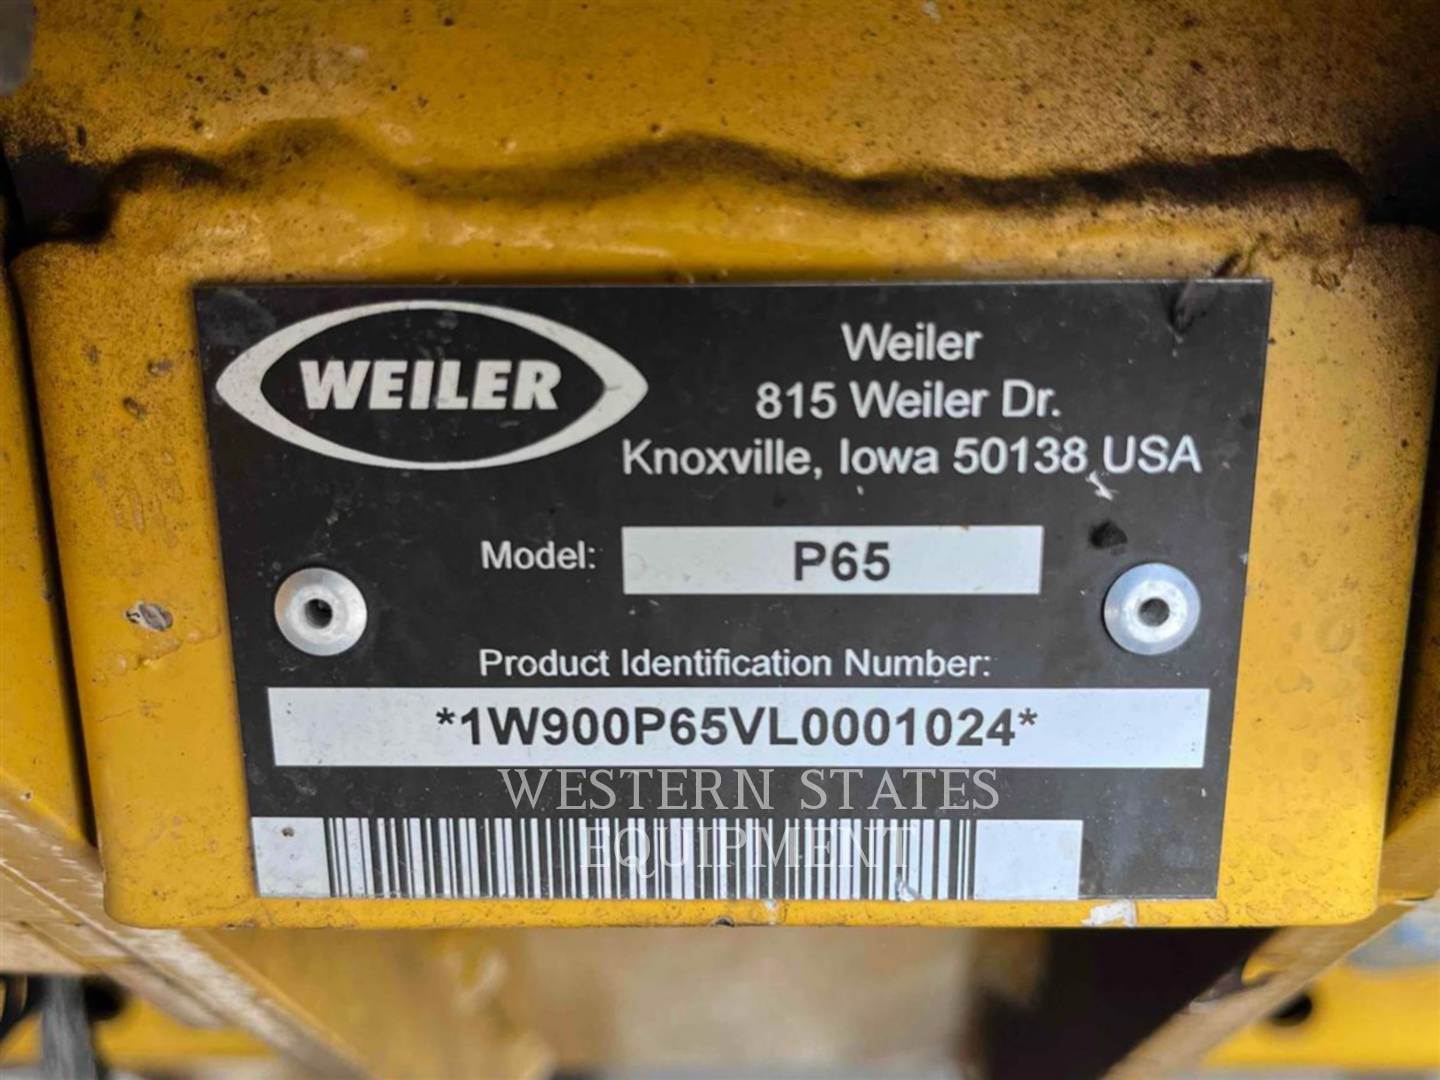 WEILER
Weiler
815 Weiler Dr.
Knoxville, Iowa 50138 USA
Model: P65
Product Identification Number:
*1W900P65VL0001024*
WESTERN STATES
EQUIPMENT